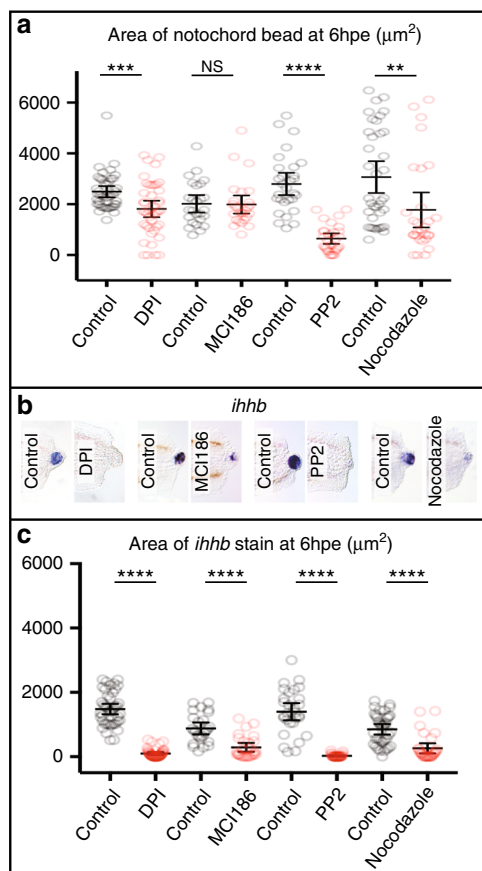 a
Area of notochord bead at 6hpe (μm²)
*** NS **** **
6000
4000
2000
0
Control DPI Control MCI186 Control PP2 Control Nocodazole
b
ihhb
Control DPI Control MCI186 Control PP2 Control Nocodazole
c
Area of ihhb stain at 6hpe (μm²)
6000
**** **** **** ****
4000
2000
0
Control DPI Control MCI186 Control PP2 Control Nocodazole